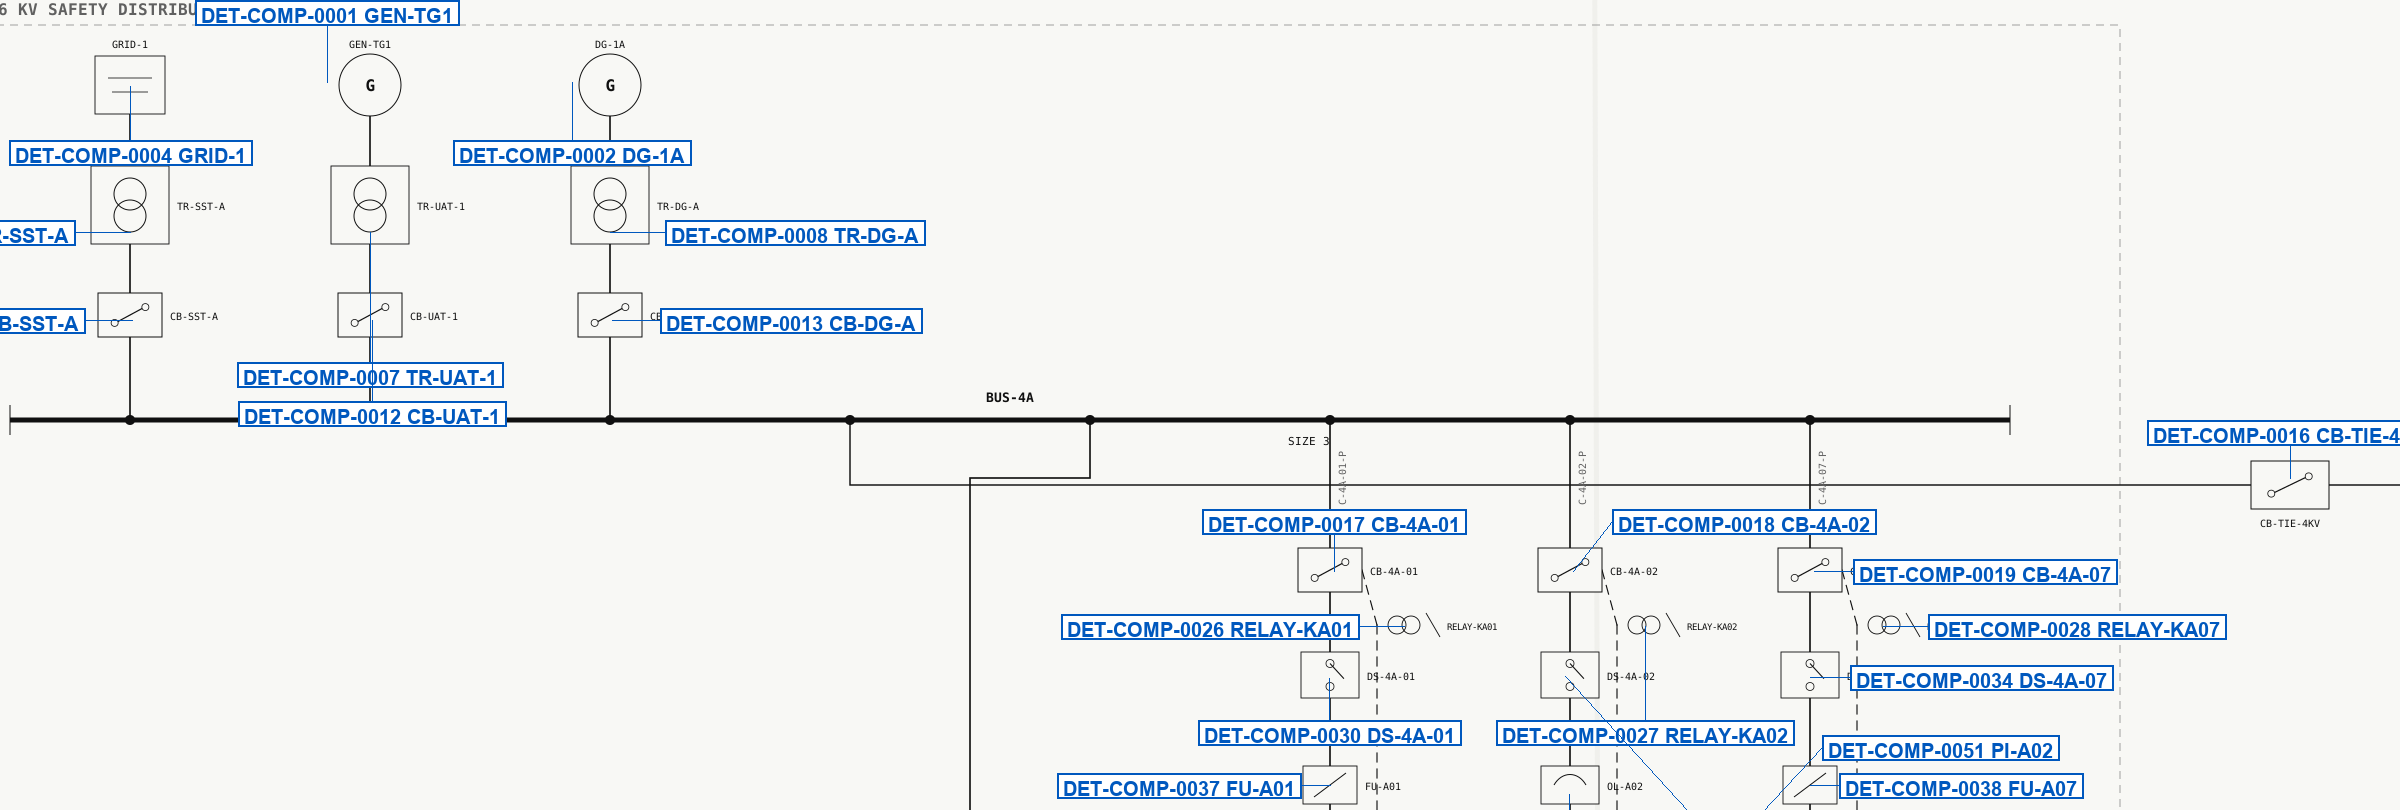 6 KV SAFETY DISTRIBU
DET-COMP-0001 GEN-TG1
GRID-1
GEN-TG1
DG-1A
G
G
DET-COMP-0004 GRID-1
DET-COMP-0002 DG-1A
TR-SST-A
TR-UAT-1
TR-DG-A
R-SST-A
DET-COMP-0008 TR-DG-A
CB-SST-A
CB-UAT-1
CB
B-SST-A
DET-COMP-0013 CB-DG-A
DET-COMP-0007 TR-UAT-1
BUS-4A
DET-COMP-0012 CB-UAT-1
SIZE 3
DET-COMP-0016 CB-TIE-4
C-4A-01-P
C-4A-02-P
C-4A-07-P
CB-TIE-4KV
DET-COMP-0017 CB-4A-01
DET-COMP-0018 CB-4A-02
CB-4A-01
CB-4A-02
DET-COMP-0019 CB-4A-07
DET-COMP-0026 RELAY-KA01
RELAY-KA01
RELAY-KA02
DET-COMP-0028 RELAY-KA07
DS-4A-01
DS-4A-02
DET-COMP-0034 DS-4A-07
DET-COMP-0030 DS-4A-01
DET-COMP-0027 RELAY-KA02
DET-COMP-0051 PI-A02
DET-COMP-0037 FU-A01
FU-A01
OL-A02
DET-COMP-0038 FU-A07